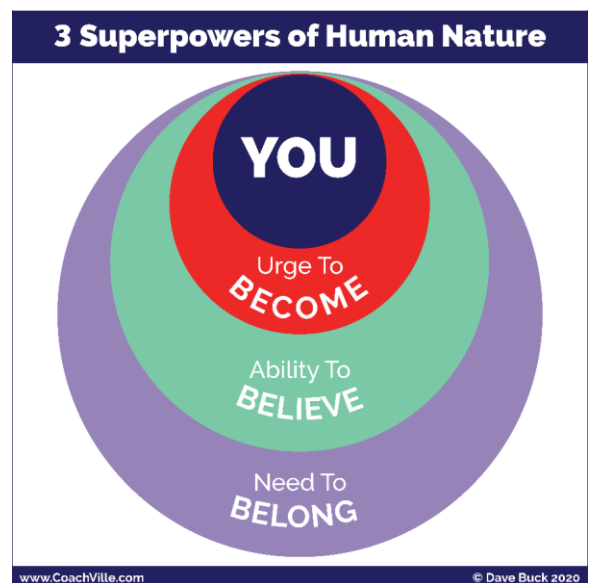 3 Superpowers of Human Nature
YOU
Urge To
BECOME
Ability To
BELIEVE
Need To
BELONG
www.CoachVille.com
© Dave Buck 2020